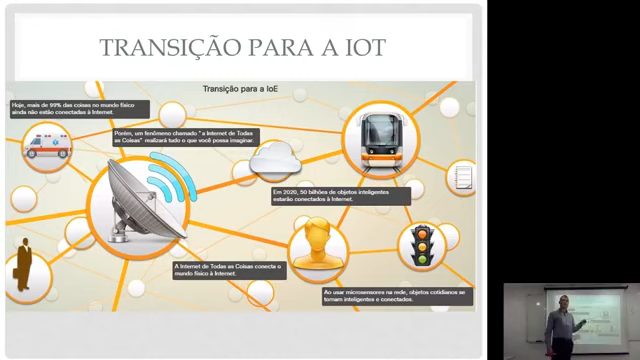 TRANSIÇÃO PARA A IOT
Transição para a IoE
Hoje, mais de 99% das coisas no mundo físico
ainda não estão conectadas à Internet.
Porém, um fenômeno chamado " a Internet de Todas
as Coisas" realizará tudo o que você possa imaginar.
Em 2020, 50 bilhões de objetos inteligentes
estarão conectados à Internet.
A Internet de Todas as Coisas conecta o
mundo físico à Internet.
Ao usar microsensores na rede, objetos cotidianos se
tornam inteligentes e conectados.